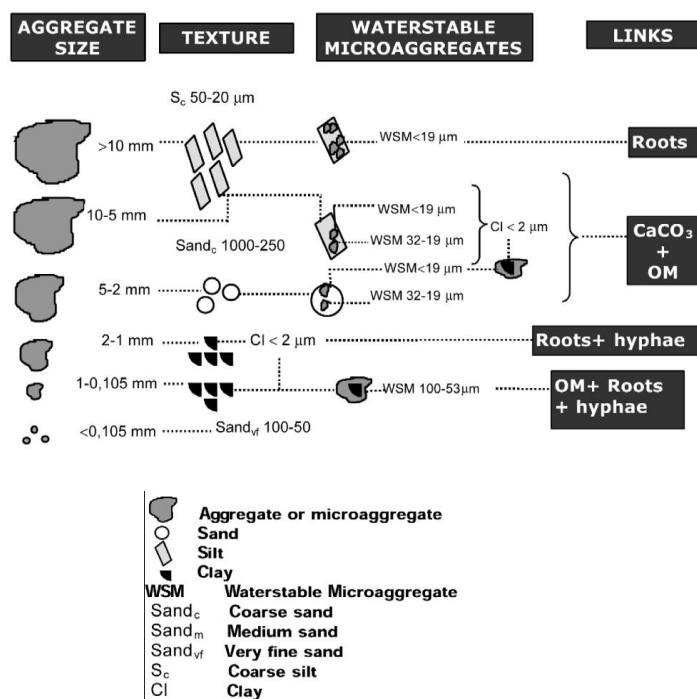 AGGREGATE SIZE
TEXTURE
WATERSTABLE MICROAGGREGATES
LINKS
Sc 50-20 µm
>10 mm
WSM<19 µm
Roots
10-5 mm
WSM<19 µm
Cl < 2 µm
CaCO3 + OM
Sandc 1000-250
WSM 32-19 µm
WSM<19 µm
5-2 mm
WSM 32-19 µm
2-1 mm
Cl < 2 µm
Roots+ hyphae
1-0,105 mm
WSM 100-53µm
OM+ Roots + hyphae
<0,105 mm
Sandvf 100-50
Aggregate or microaggregate
Sand
Silt
Clay
WSM Waterstable Microaggregate
Sandc Coarse sand
Sandm Medium sand
Sandvf Very fine sand
Sc Coarse silt
Cl Clay